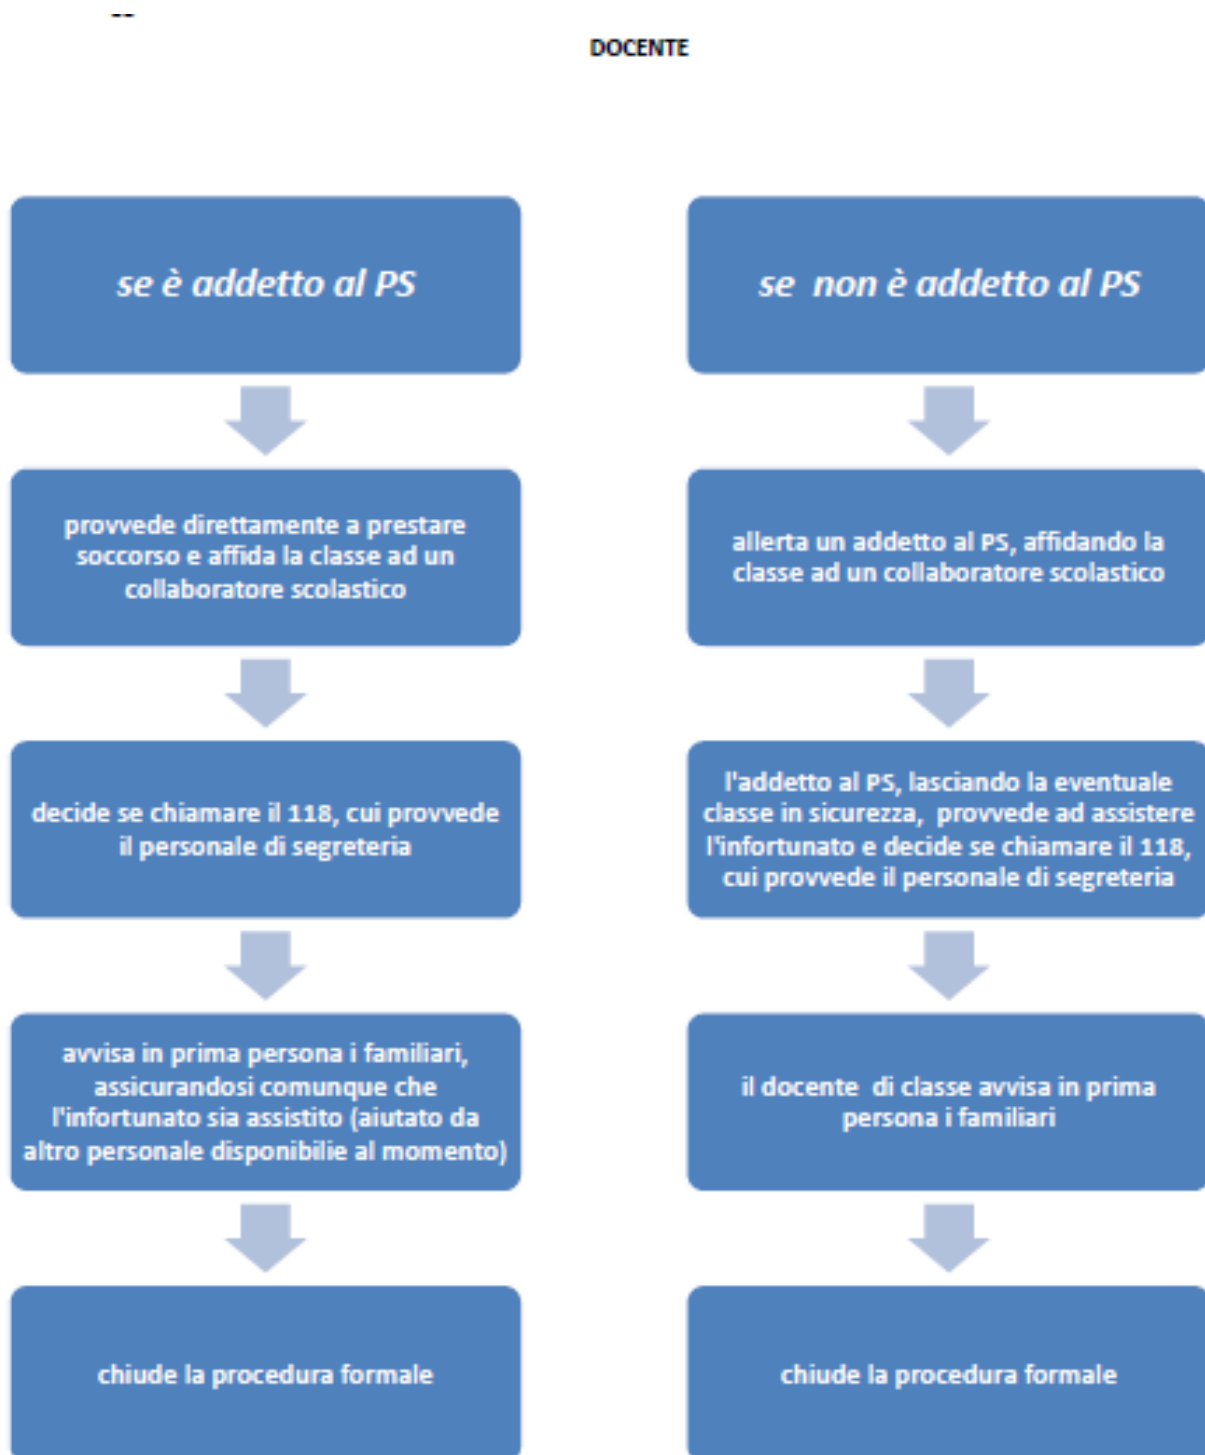 DOCENTE
se è addetto al PS
provvede direttamente a prestare
soccorso e affida la classe ad un
collaboratore scolastico
decide se chiamare il 118, cui provvede
il personale di segreteria
avvisa in prima persona i familiari,
assicurandosi comunque che
l'infortunato sia assistito (aiutato da
altro personale disponibilie al momento)
chiude la procedura formale
se non è addetto al PS
allerta un addetto al PS, affidando la
classe ad un collaboratore scolastico
l'addetto al PS, lasciando la eventuale
classe in sicurezza, provvede ad assistere
l'infortunato e decide se chiamare il 118,
cui provvede il personale di segreteria
il docente di classe avvisa in prima
persona i familiari
chiude la procedura formale